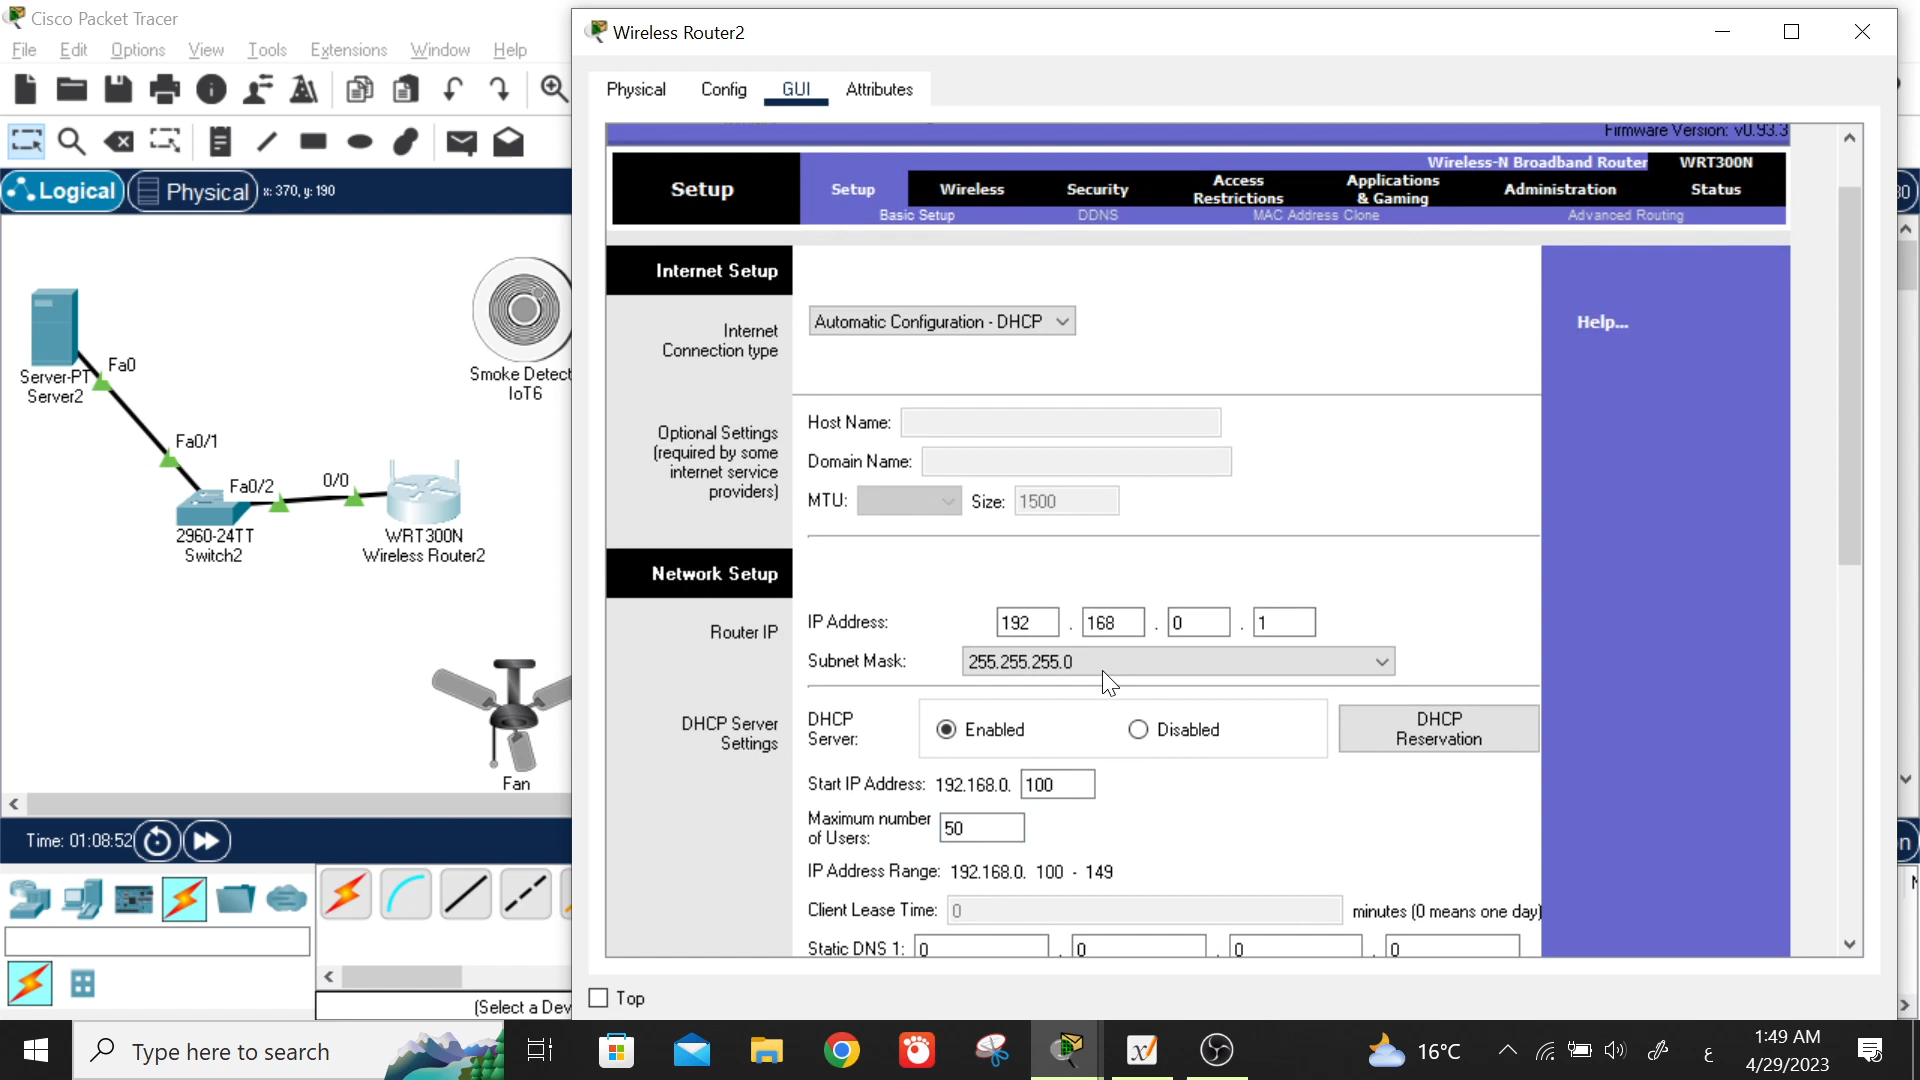 Cisco Packet Tracer
File Edit Options View Tools Extensions Window Help
Logical Physical x: 370, y: 190
Fa0
Server-PT
Server2
Smoke Detect
IoT6
Fa0/1
Fa0/2
0/0
2960-24TT
Switch2
WRT300N
Wireless Router2
Fan
Time: 01:08:52
(Select a Dev
Wireless Router2
Physical Config GUI Attributes
Firmware Version: v0.93.3
Wireless-N Broadband Router WRT300N
Setup
Setup Wireless Security Access Restrictions Applications & Gaming Administration Status
Basic Setup DDNS MAC Address Clone Advanced Routing
Internet Setup
Internet
Connection type
Automatic Configuration - DHCP
Help...
Optional Settings
(required by some
internet service
providers)
Host Name:
Domain Name:
MTU: Size: 1500
Network Setup
Router IP
IP Address: 192 . 168 . 0 . 1
Subnet Mask: 255.255.255.0
DHCP Server
Settings
DHCP
Server:
Enabled Disabled
DHCP
Reservation
Start IP Address: 192.168.0. 100
Maximum number
of Users: 50
IP Address Range: 192.168.0. 100 - 149
Client Lease Time: 0 minutes (0 means one day)
Static DNS 1: 0 . 0 . 0 . 0
Top
Type here to search
16°C
ع
1:49 AM
4/29/2023